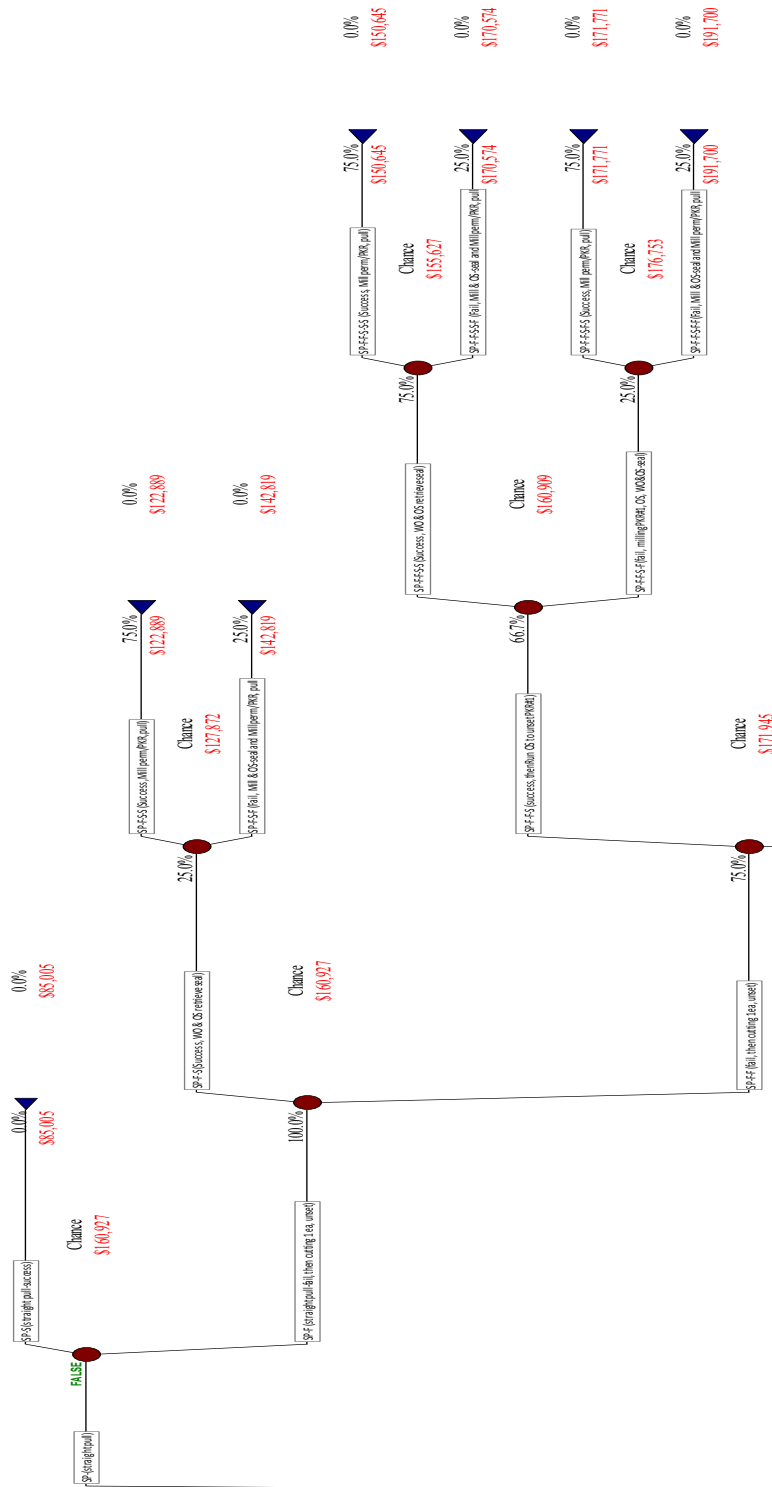 SP-(straight pull)
FALSE
Chance
$160,927
SP-S(straight pull-success)
0.0%
$85,005
0.0%
$85,005
SP-F (straight pull-fail, then cutting 1ea, unset)
100.0%
Chance
$160,927
SP-F-S(Success, WO & OS retrieve seal)
25.0%
Chance
$127,872
SP-F-S-S (Success, Mill perm/PKR, pull)
75.0%
$122,889
0.0%
$122,889
SP-F-S-F (Fail, Mill & OS-seal and Mill perm/PKR, pull
25.0%
$142,819
0.0%
$142,819
SP-F-F (fail, then cutting 1ea, unset)
75.0%
Chance
$171,945
SP-F-F-S (success, then Run OS to unset PKR#1)
66.7%
Chance
$160,909
SP-F-F-S-S (Success, WO & OS retrieve seal)
75.0%
Chance
$155,627
SP-F-F-S-S-S (Success, Mill perm/PKR, pull)
75.0%
$150,645
0.0%
$150,645
SP-F-F-S-S-F (Fail, Mill & OS-seal and Mill perm/PKR, pull
25.0%
$170,574
0.0%
$170,574
SP-F-F-S-F (fail, milling PKR#1, OS, WO&OS-seal)
25.0%
Chance
$176,753
SP-F-F-S-F-S (Success, Mill perm/PKR, pull)
75.0%
$171,771
0.0%
$171,771
SP-F-F-S-F-F (Fail, Mill & OS-seal and Mill perm/PKR, pull
25.0%
$191,700
0.0%
$191,700